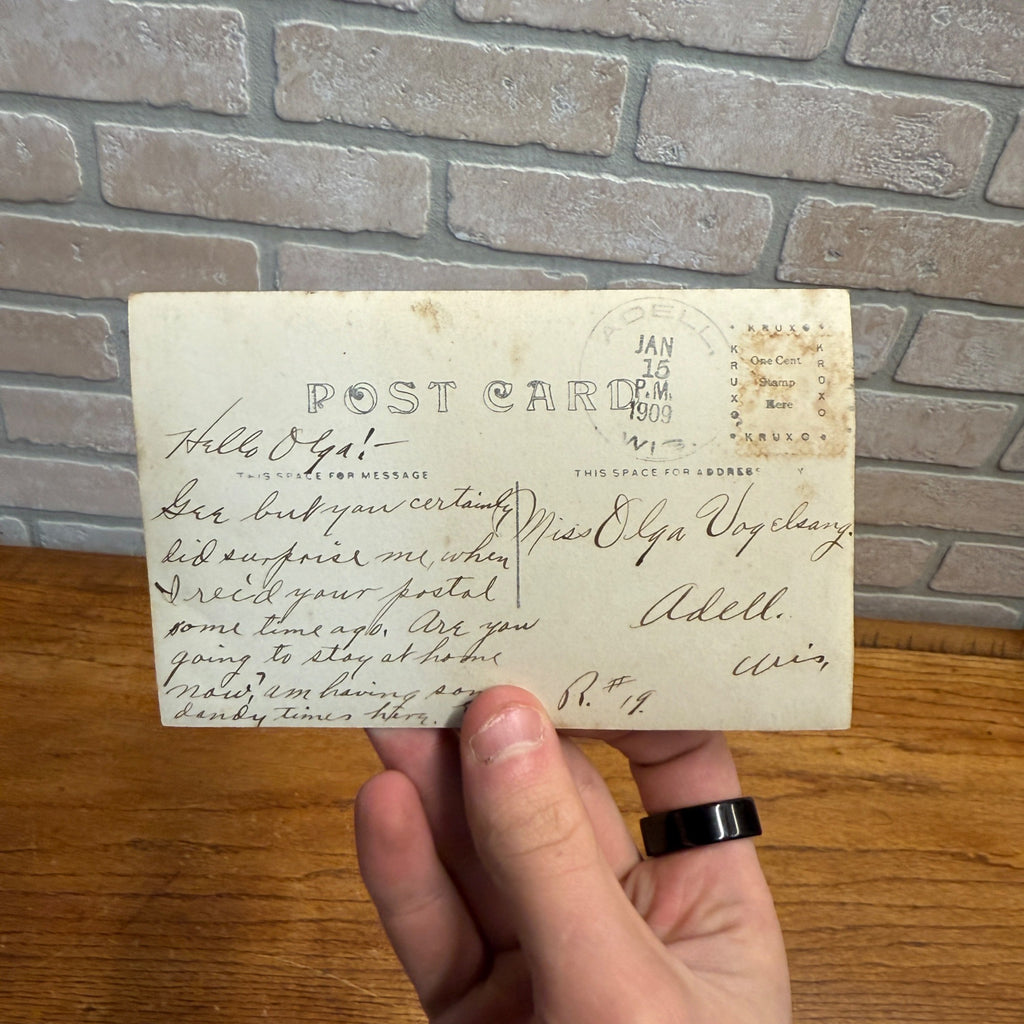 ADELL,
JAN
15
P.M.
1909
WIS.
KRUXO
KRUXO
KROXO
One Cent
Stamp
Here
KRUXO
POST CARD
Hello Olga!—
THIS SPACE FOR MESSAGE
THIS SPACE FOR ADDRESS
Gee but you certainly
did surprise me, when
I rec'd your postal
some time ago. Are you
going to stay at home
now? am having
dandy times here.
Miss Olga Vogelsang.
Adell.
Wis,
R. # 19.